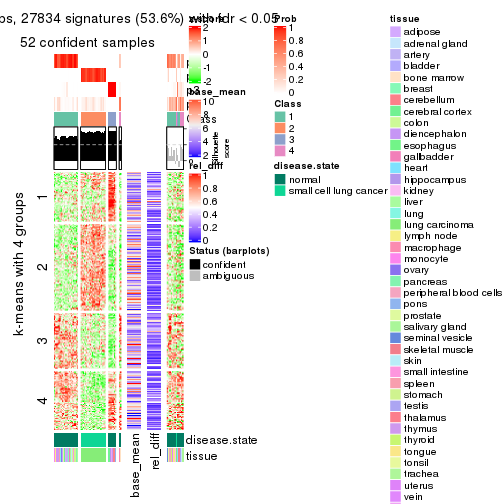 ps, 27834 signatures (53.6%) with fdr < 0.05
52 confident samples
z-score
2
1
0
-1
-2
base_mean
10
8
6
4
2
0
rel_diff
1
0.8
0.6
0.4
0.2
0
Status (barplots)
confident
ambiguous
Prob
1
0.8
0.6
0.4
0.2
0
Class
1
2
3
4
disease.state
normal
small cell lung cancer
tissue
adipose
adrenal gland
artery
bladder
bone marrow
breast
cerebellum
cerebral cortex
colon
diencephalon
esophagus
gallbadder
heart
hippocampus
kidney
liver
lung
lung carcinoma
lymph node
macrophage
monocyte
ovary
pancreas
peripheral blood cells
pons
prostate
salivary gland
seminal vesicle
skeletal muscle
skin
small intestine
spleen
stomach
testis
thalamus
thymus
thyroid
tongue
tonsil
trachea
uterus
vein
silhouette
score
k-means with 4 groups
1
2
3
4
disease.state
tissue
base_mean
rel_diff